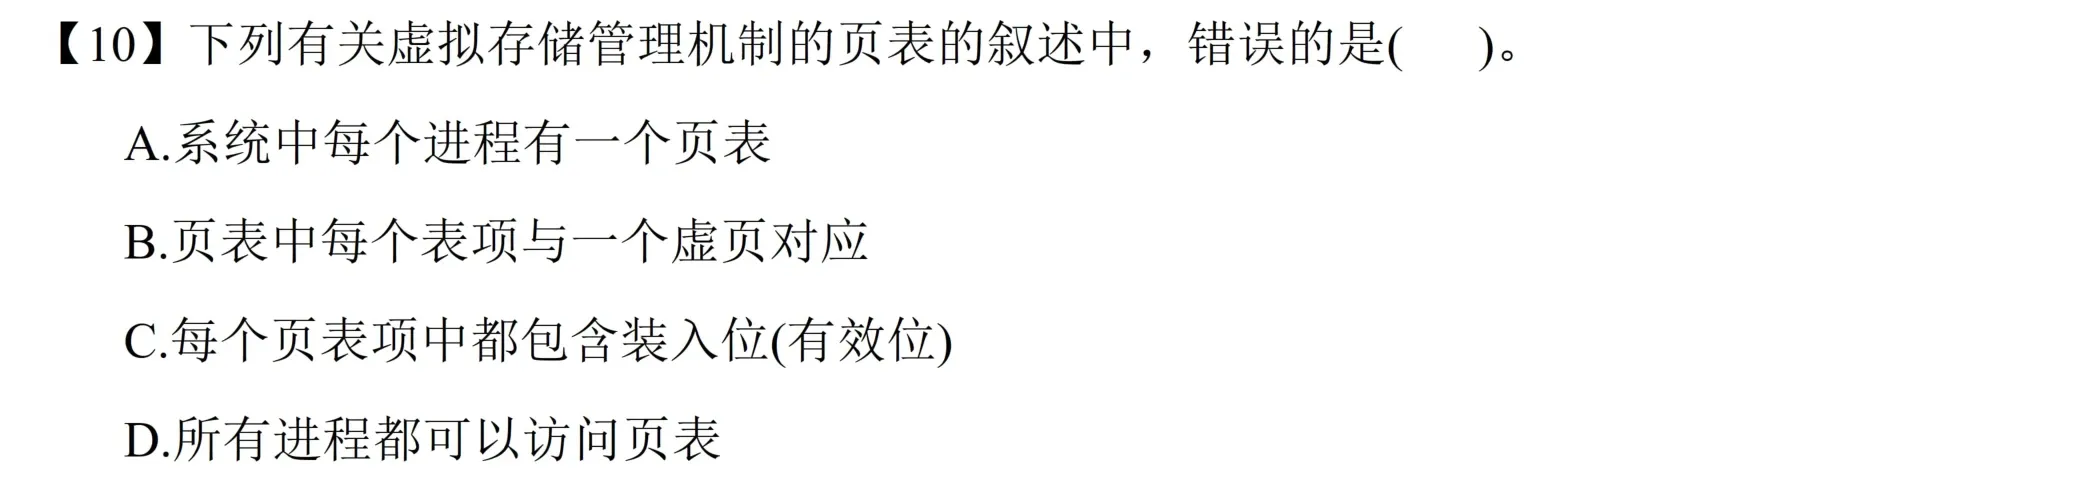 【10】下列有关虚拟存储管理机制的页表的叙述中，错误的是(    )。
A.系统中每个进程有一个页表
B.页表中每个表项与一个虚页对应
C.每个页表项中都包含装入位(有效位)
D.所有进程都可以访问页表